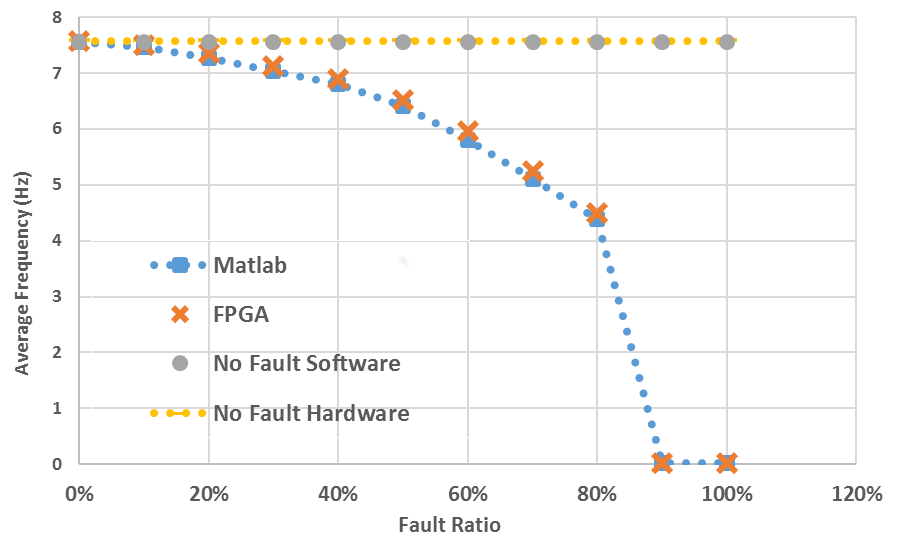 8
7
6
5
4
3
2
1
0
Average Frequency (Hz)
Matlab
FPGA
No Fault Software
No Fault Hardware
0% 20% 40% 60% 80% 100% 120%
Fault Ratio